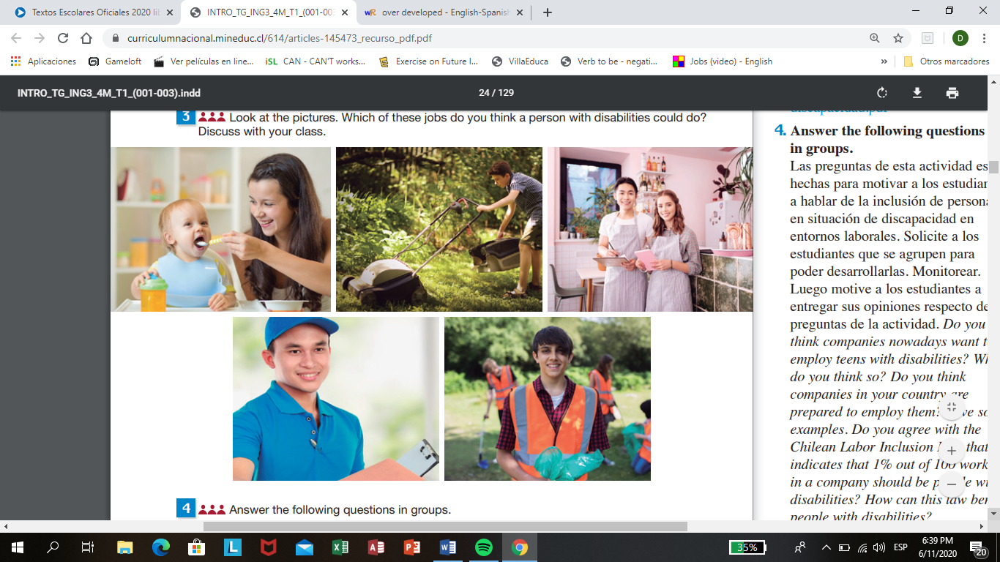 Textos Escolares Oficiales 2020 lib
INTRO_TG_ING3_4M_T1_(001-003
WR over developed - English-Spanish
curriculumnacional.mineduc.cl/614/articles-145473_recurso_pdf.pdf
D
Aplicaciones
Gameloft
Ver películas en line...
iSL CAN - CAN'T works...
Exercise on Future I...
VillaEduca
Verb to be - negati...
Jobs (video) - English
»
Otros marcadores
INTRO_TG_ING3_4M_T1_(001-003).indd
24 / 129
3 Look at the pictures. Which of these jobs do you think a person with disabilities could do?
Discuss with your class.
4 Answer the following questions in groups.
discapacidad.pdf
4. Answer the following questions
in groups.
Las preguntas de esta actividad es
hechas para motivar a los estudian
a hablar de la inclusión de persona
en situación de discapacidad en
entornos laborales. Solicite a los
estudiantes que se agrupen para
poder desarrollarlas. Monitorear.
Luego motive a los estudiantes a
entregar sus opiniones respecto de
preguntas de la actividad. Do you
think companies nowadays want t
employ teens with disabilities? Wh
do you think so? Do you think
companies in your country are
prepared to employ them? ve so
examples. Do you agree with the
Chilean Labor Inclusion that
indicates that 1% out of 100 work
in a company should be wi
disabilities? How can this law ben
people with disabilities?
35%
ESP
6:39 PM
6/11/2020
20